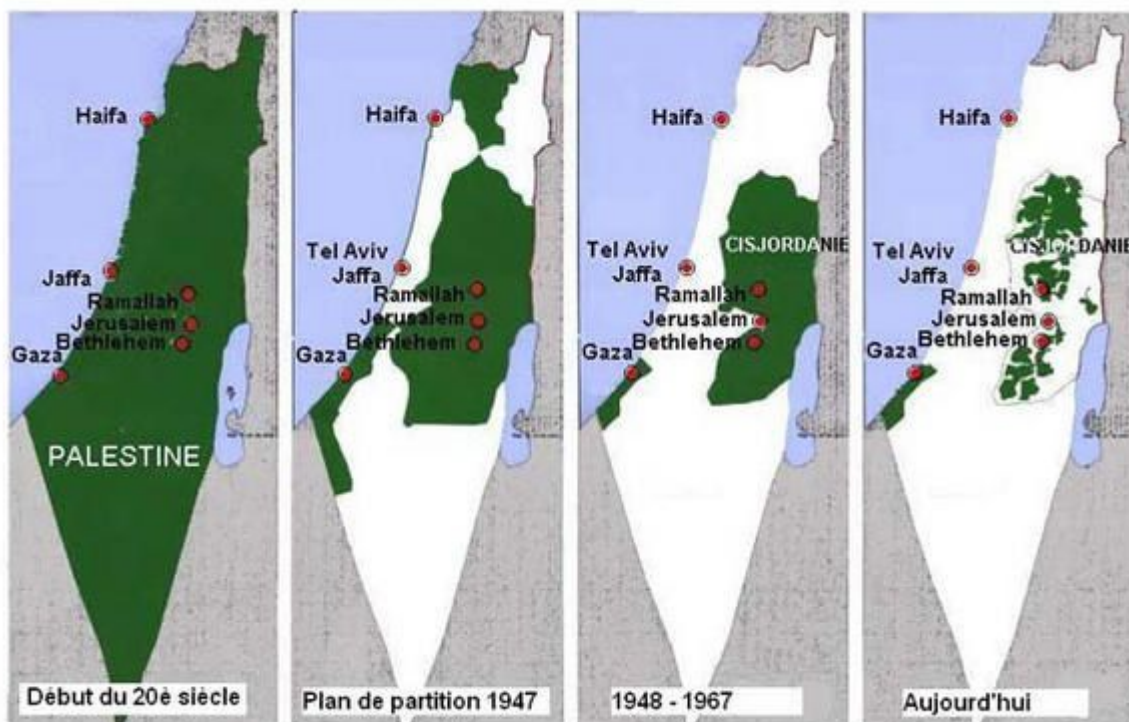 Haifa
Jaffa
Ramallah
Jerusalem
Bethlehem
Gaza
PALESTINE
Début du 20è siècle
Haifa
Tel Aviv
Jaffa
Ramallah
Jerusalem
Bethlehem
Gaza
Plan de partition 1947
Haifa
CISJORDANIE
Tel Aviv
Jaffa
Ramallah
Jerusalem
Bethlehem
Gaza
1948 - 1967
Haifa
CISJORDANIE
Tel Aviv
Jaffa
Ramallah
Jerusalem
Bethlehem
Gaza
Aujourd'hui